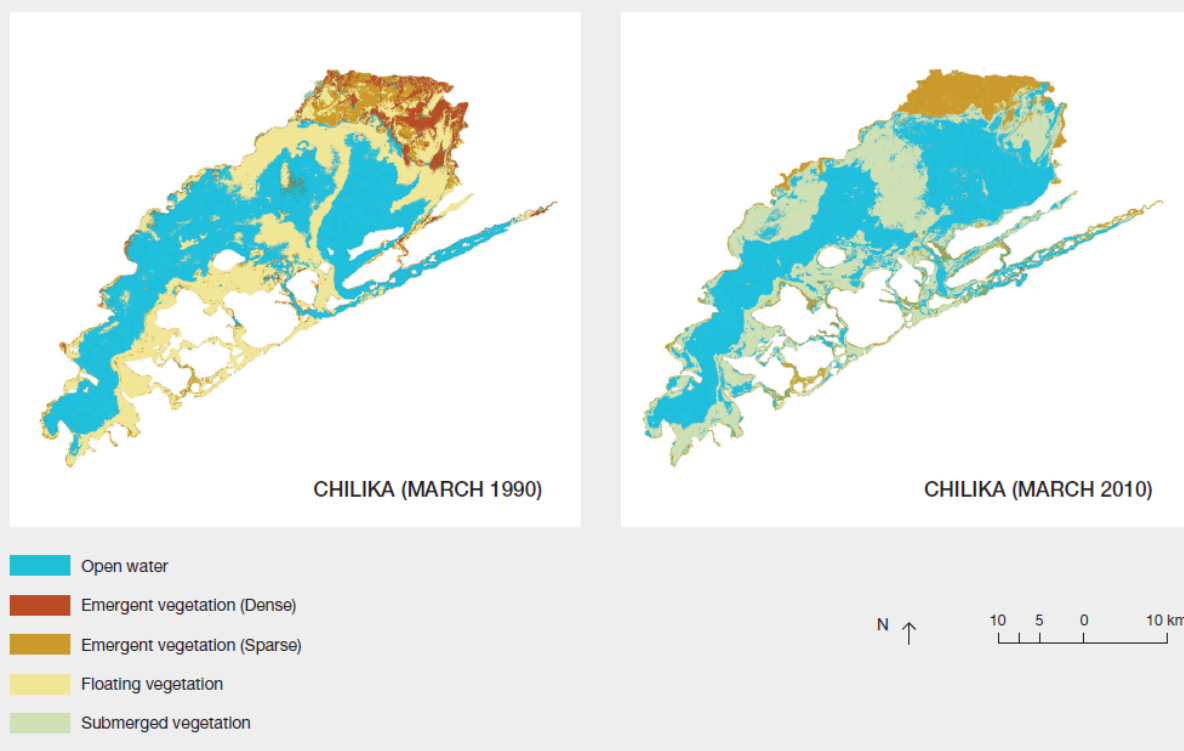 CHILIKA (MARCH 1990)
CHILIKA (MARCH 2010)
Open water
Emergent vegetation (Dense)
Emergent vegetation (Sparse)
Floating vegetation
Submerged vegetation
N
10 5 0 10 km